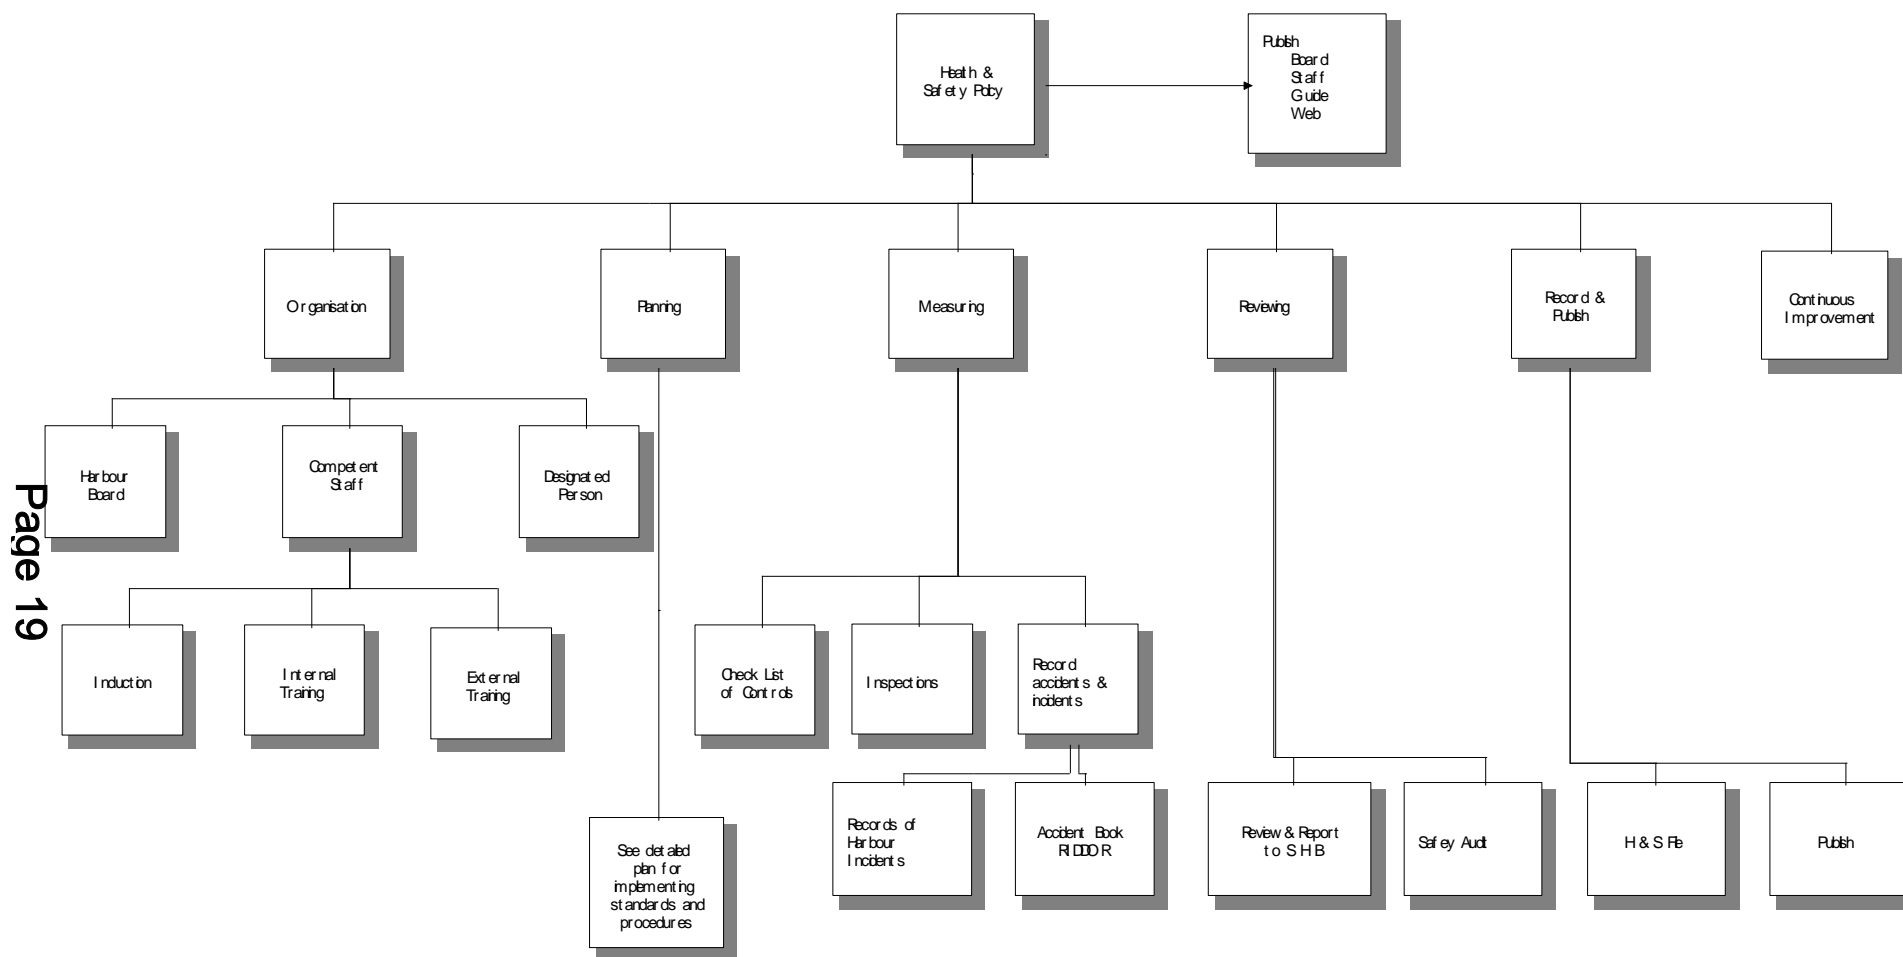 Health &
Safety Policy
Publish
Board
Staff
Guide
Web
Organisation
Planning
Measuring
Reviewing
Record &
Publish
Continuous
Improvement
Harbour
Board
Competent
Staff
Designated
Person
Page 19
Induction
Internal
Training
External
Training
Check List
of Controls
Inspections
Record
accidents &
incidents
See detailed
plan for
implementing
standards and
procedures
Records of
Harbour
Incidents
Accident Book
RIDDOR
Review & Report
to SHB
Safey Audit
H & S File
Publish